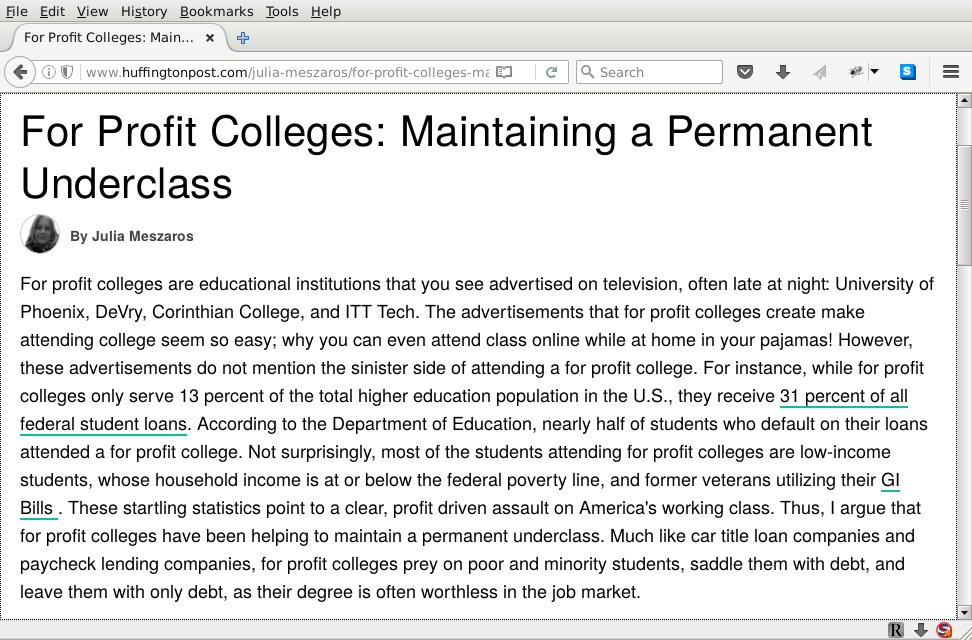 File Edit View History Bookmarks Tools Help
For Profit Colleges: Main...
www.huffingtonpost.com/julia-meszaros/for-profit-colleges-ma
Search
For Profit Colleges: Maintaining a Permanent
Underclass
By Julia Meszaros
For profit colleges are educational institutions that you see advertised on television, often late at night: University of
Phoenix, DeVry, Corinthian College, and ITT Tech. The advertisements that for profit colleges create make
attending college seem so easy; why you can even attend class online while at home in your pajamas! However,
these advertisements do not mention the sinister side of attending a for profit college. For instance, while for profit
colleges only serve 13 percent of the total higher education population in the U.S., they receive 31 percent of all
federal student loans. According to the Department of Education, nearly half of students who default on their loans
attended a for profit college. Not surprisingly, most of the students attending for profit colleges are low-income
students, whose household income is at or below the federal poverty line, and former veterans utilizing their GI
Bills . These startling statistics point to a clear, profit driven assault on America's working class. Thus, I argue that
for profit colleges have been helping to maintain a permanent underclass. Much like car title loan companies and
paycheck lending companies, for profit colleges prey on poor and minority students, saddle them with debt, and
leave them with only debt, as their degree is often worthless in the job market.